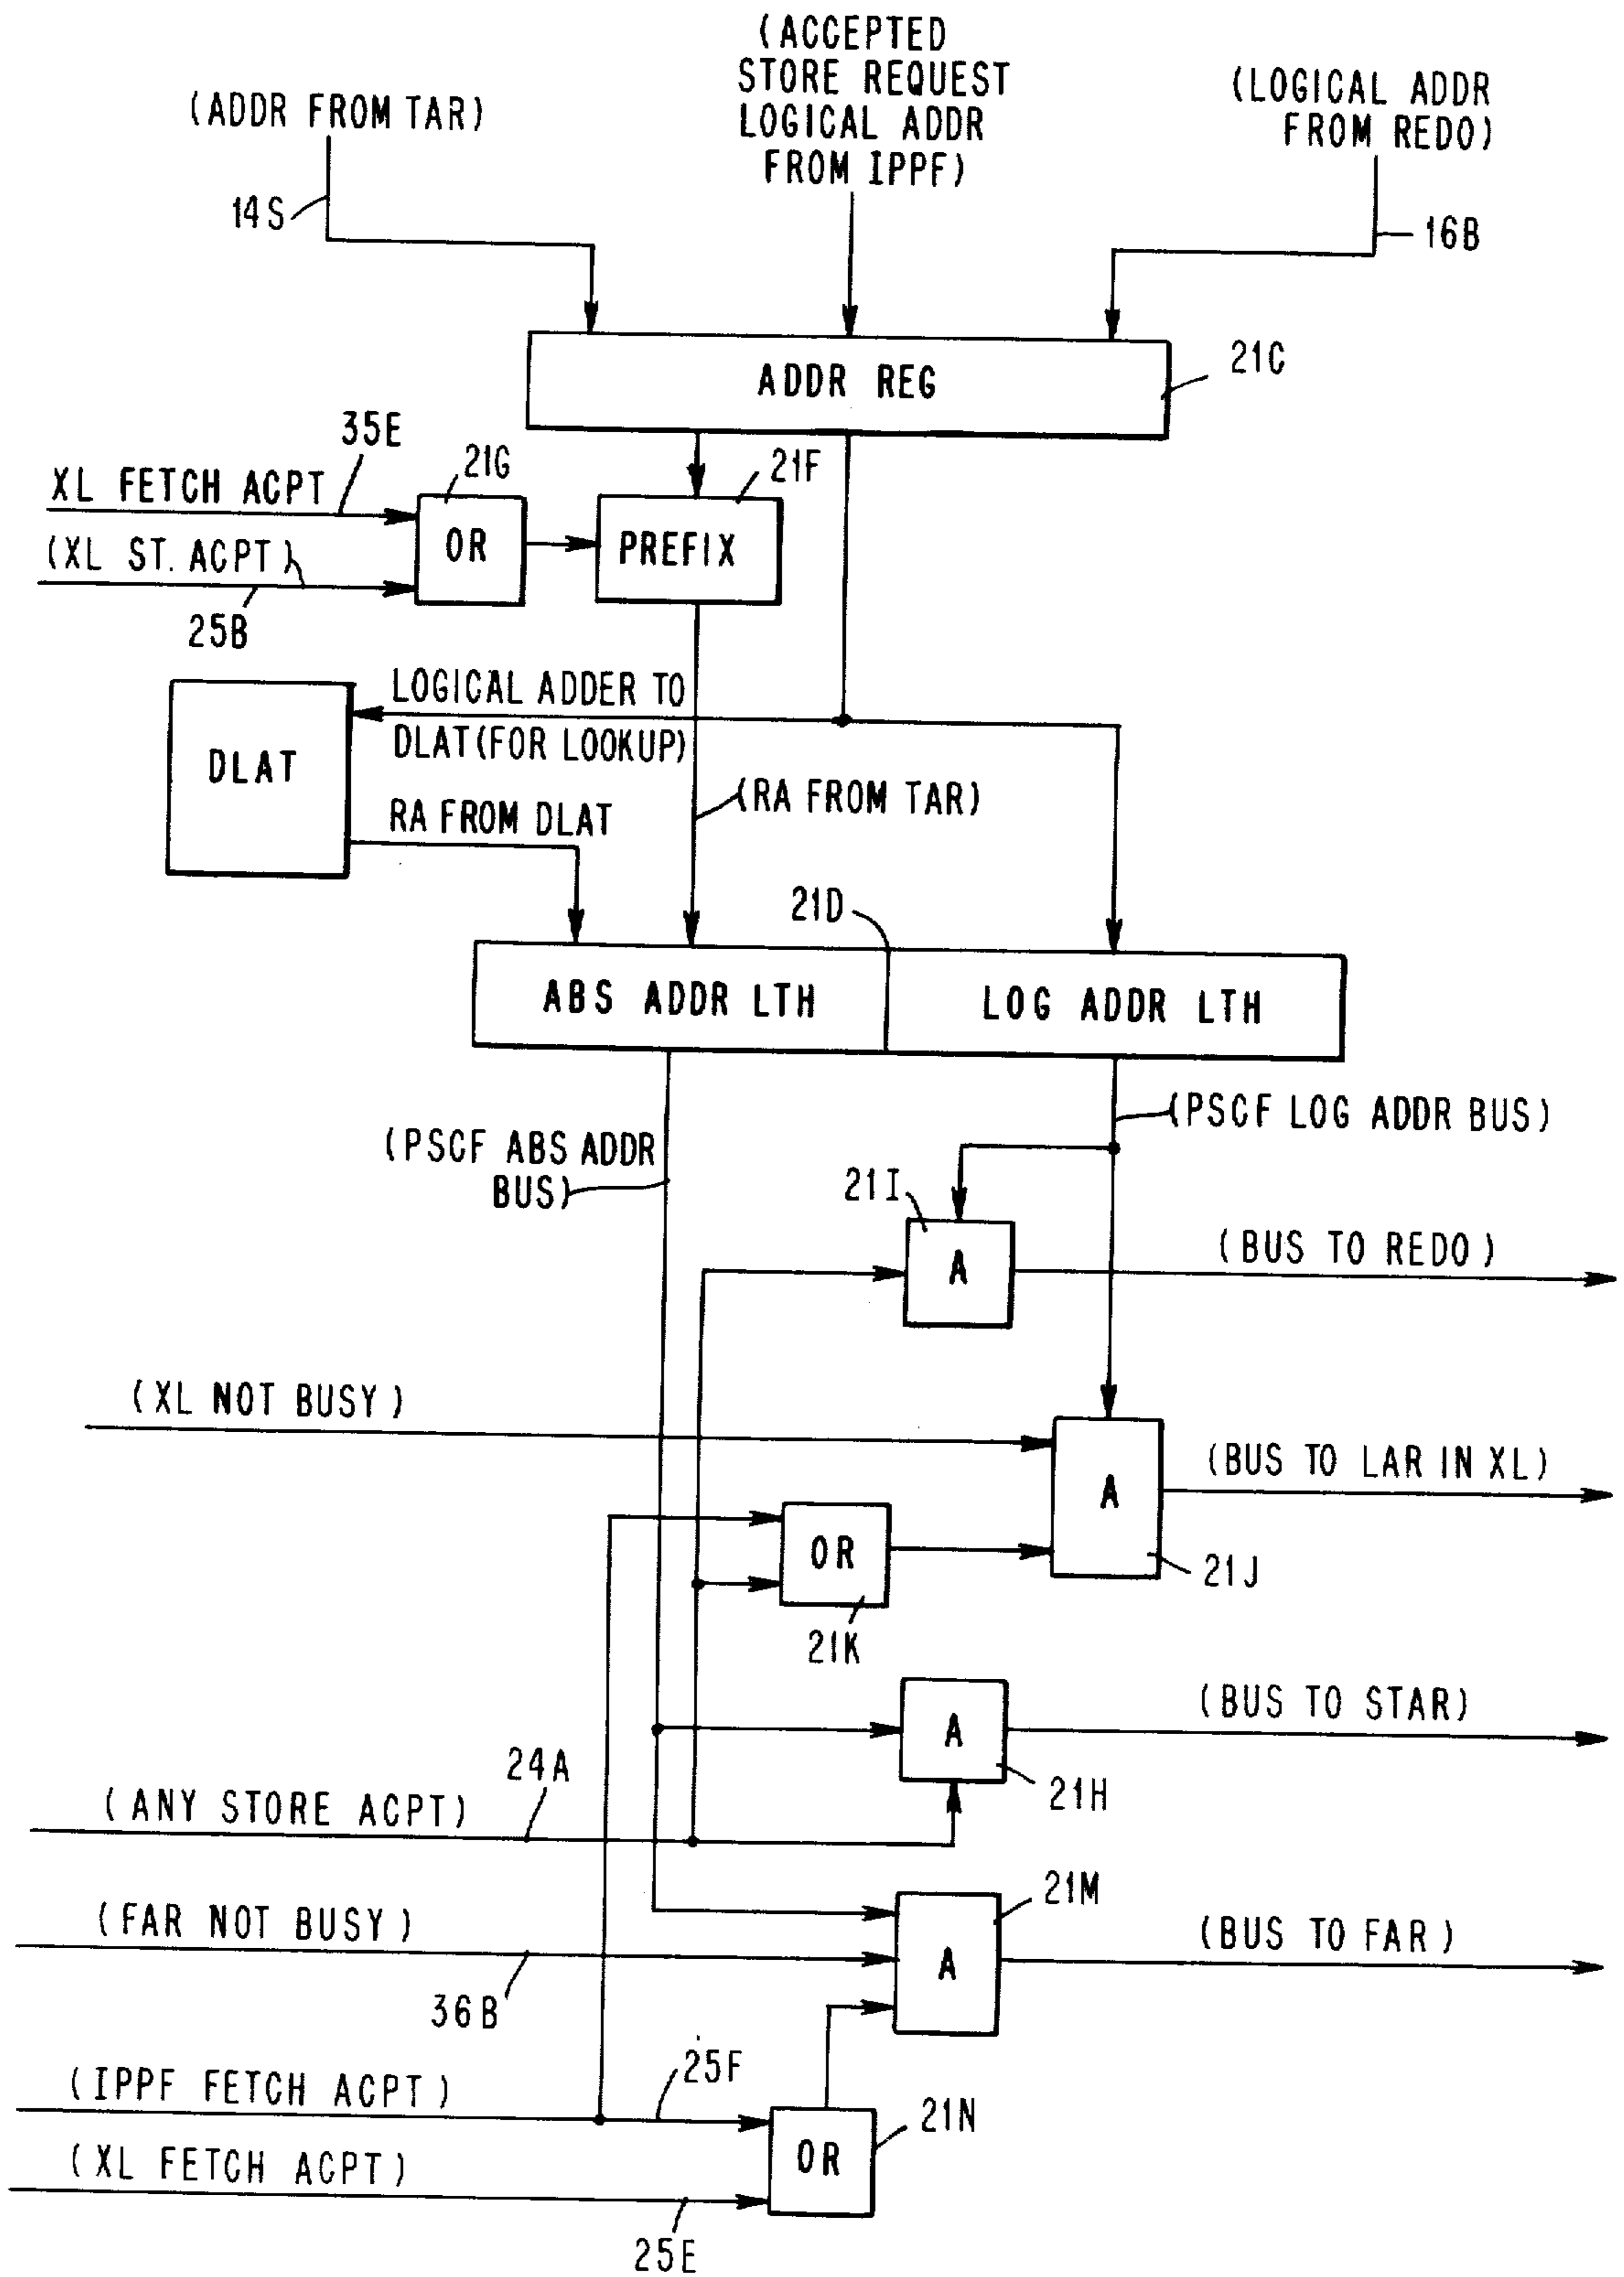 (ACCEPTED
STORE REQUEST
LOGICAL ADDR
FROM IPPF)
(ADDR FROM TAR)
(LOGICAL ADDR
FROM REDO)
14S
16B
ADDR REG
21C
35E
XL FETCH ACPT
21G
21F
OR
PREFIX
(XL ST. ACPT)
25B
LOGICAL ADDER TO
DLAT (FOR LOOKUP)
DLAT
(RA FROM TAR)
RA FROM DLAT
21D
ABS ADDR LTH
LOG ADDR LTH
(PSCF LOG ADDR BUS)
(PSCF ABS ADDR
BUS)
21I
A
(BUS TO REDO)
(XL NOT BUSY)
A
(BUS TO LAR IN XL)
OR
21J
21K
A
(BUS TO STAR)
24A
21H
(ANY STORE ACPT)
21M
(FAR NOT BUSY)
A
(BUS TO FAR)
36B
25F
(IPPF FETCH ACPT)
21N
OR
(XL FETCH ACPT)
25E